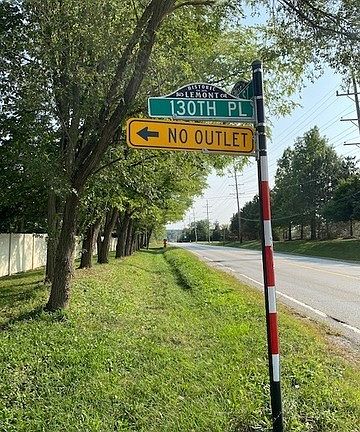 HISTORIC
LEMONT
130TH PL
NO OUTLET